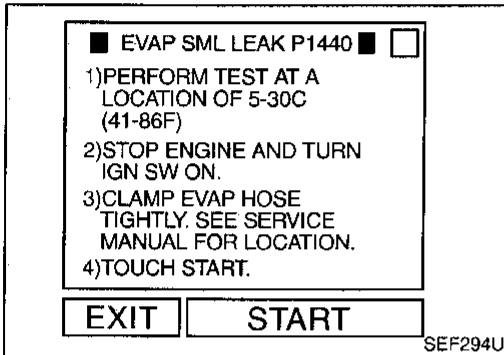 EVAP SML LEAK P1440
1)PERFORM TEST AT A
LOCATION OF 5-30C
(41-86F)
2)STOP ENGINE AND TURN
IGN SW ON.
3)CLAMP EVAP HOSE
TIGHTLY. SEE SERVICE
MANUAL FOR LOCATION.
4)TOUCH START.
EXIT START
SEF294U